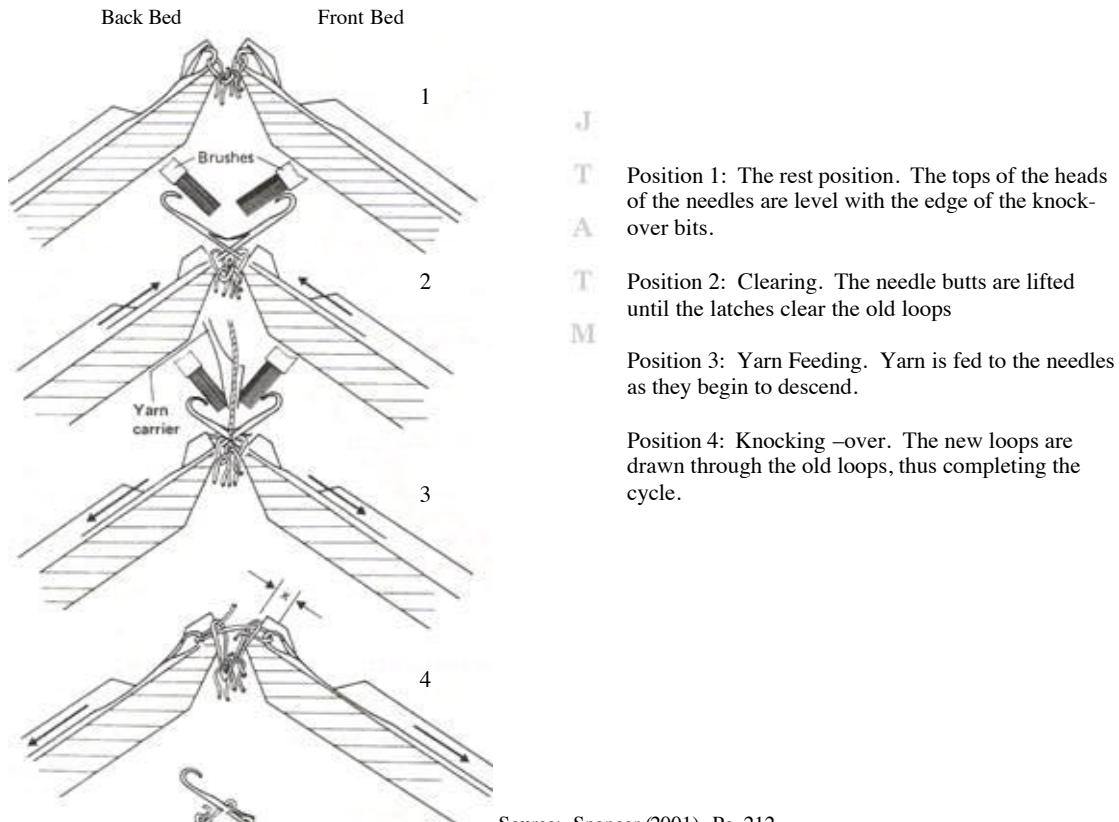 Back Bed Front Bed
1
Brushes
2
Yarn
carrier
3
x
4
J
T
A
T
M
Position 1: The rest position. The tops of the heads
of the needles are level with the edge of the knock-
over bits.
Position 2: Clearing. The needle butts are lifted
until the latches clear the old loops
Position 3: Yarn Feeding. Yarn is fed to the needles
as they begin to descend.
Position 4: Knocking –over. The new loops are
drawn through the old loops, thus completing the
cycle.
Source: Spencer (2001), Pg. 212